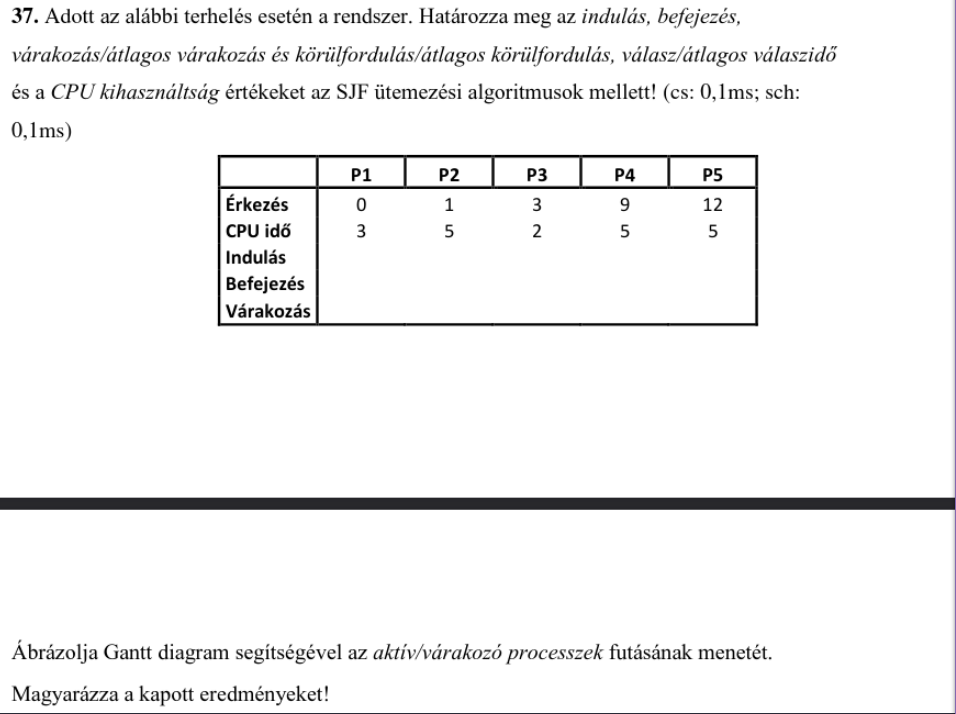 37. Adott az alábbi terhelés esetén a rendszer. Határozza meg az indulás, befejezés,
várakozás/átlagos várakozás és körülfordulás/átlagos körülfordulás, válasz/átlagos válaszidő
és a CPU kihasználtság értékeket az SJF ütemezési algoritmusok mellett! (cs: 0,1ms; sch:
0,1ms)
P1 P2 P3 P4 P5
Érkezés 0 1 3 9 12
CPU idő 3 5 2 5 5
Indulás
Befejezés
Várakozás
Ábrázolja Gantt diagram segítségével az aktív/várakozó processzek futásának menetét.
Magyarázza a kapott eredményeket!